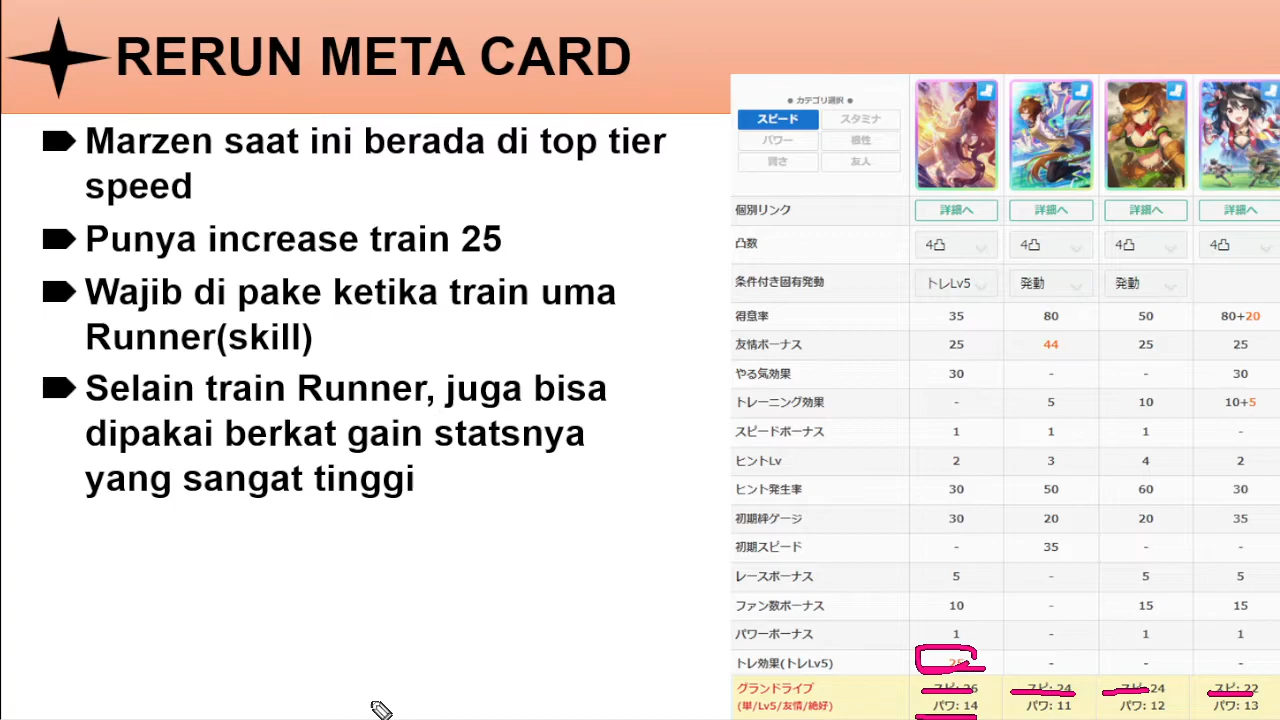 RERUN META CARD
Marzen saat ini berada di top tier
speed
Punya increase train 25
Wajib di pake ketika train uma
Runner(skill)
Selain train Runner, juga bisa
dipakai berkat gain statsnya
yang sangat tinggi
● カテゴリ選択 ●
スピード スタミナ
パワー 根性
賢さ 友人
個別リンク 詳細へ 詳細へ 詳細へ 詳細へ
凸数 4凸 4凸 4凸 4凸
条件付き固有発動 トレLv5 発動 発動
得意率 35 80 50 80+20
友情ボーナス 25 44 25 25
やる気効果 30 - - 30
トレーニング効果 - 5 10 10+5
スピードボーナス 1 1 1 -
ヒントLv 2 3 4 2
ヒント発生率 30 50 60 30
初期絆ゲージ 30 20 20 35
初期スピード - 35 - -
レースボーナス 5 - 5 5
ファン数ボーナス 10 - 15 15
パワーボーナス 1 - 1 1
トレ効果(トレLv5) 25 - - -
グランドライブ スピ: 26 スピ: 24 スピ: 24 スピ: 22
(単/Lv5/友情/絶好) パワ: 14 パワ: 11 パワ: 12 パワ: 13